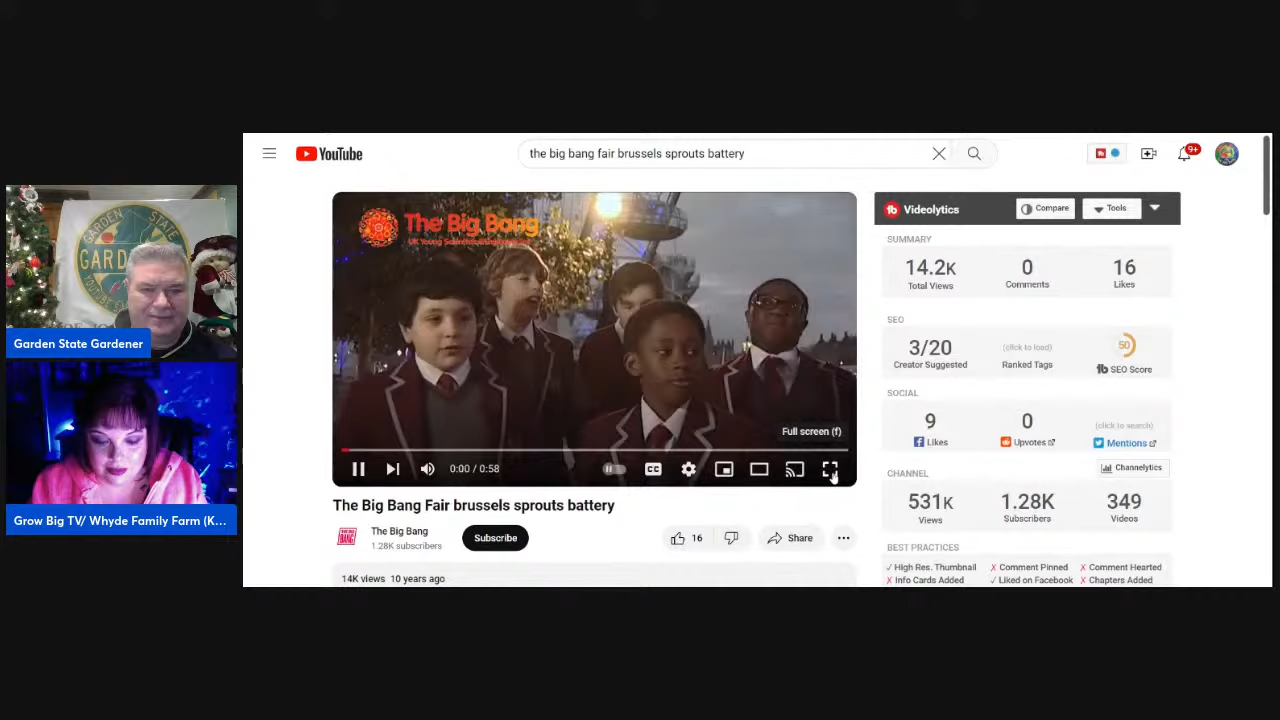 YouTube
the big bang fair brussels sprouts battery
9+
The Big Bang
Full screen (f)
0:00 / 0:58
CC
The Big Bang Fair brussels sprouts battery
The Big Bang
1.28K subscribers
Subscribe
16
Share
14K views 10 years ago
Videolytics
Compare
Tools
SUMMARY
14.2K
0
16
Total Views
Comments
Likes
SEO
3/20
(click to load)
50
Creator Suggested
Ranked Tags
SEO Score
SOCIAL
9
0
(click to search)
Likes
Upvotes
Mentions
CHANNEL
Channelytics
531K
1.28K
349
Views
Subscribers
Videos
BEST PRACTICES
✓ High Res. Thumbnail ✗ Comment Pinned ✗ Comment Hearted
✗ Info Cards Added ✓ Liked on Facebook ✗ Chapters Added
GARDEN STATE
GARD
Garden State Gardener
Grow Big TV/ Whyde Family Farm (K...